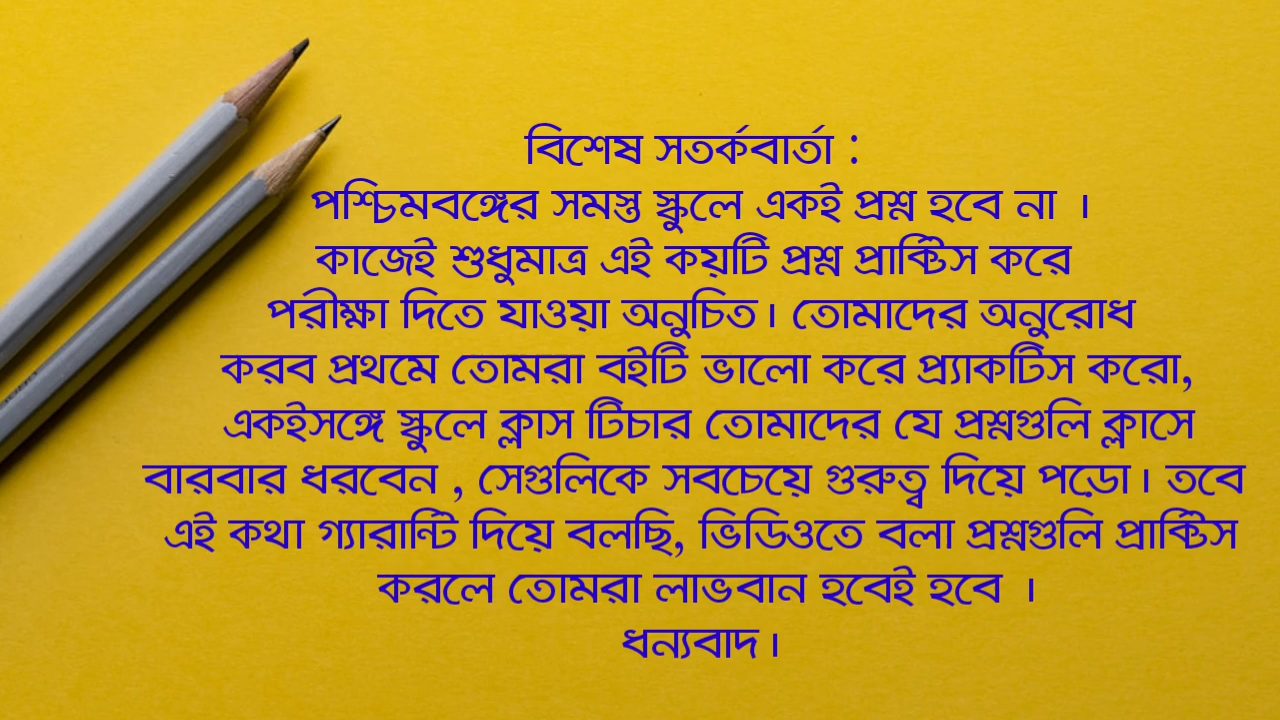 বিশেষ সতর্কবার্তা :
পশ্চিমবঙ্গের সমস্ত স্কুলে একই প্রশ্ন হবে না ।
কাজেই শুধুমাত্র এই কয়টি প্রশ্ন প্রাক্টিস করে
পরীক্ষা দিতে যাওয়া অনুচিত। তোমাদের অনুরোধ
করব প্রথমে তোমরা বইটি ভালো করে প্র্যাকটিস করো,
একইসঙ্গে স্কুলে ক্লাস টিচার তোমাদের যে প্রশ্নগুলি ক্লাসে
বারবার ধরবেন , সেগুলিকে সবচেয়ে গুরুত্ব দিয়ে পড়ো। তবে
এই কথা গ্যারান্টি দিয়ে বলছি, ভিডিওতে বলা প্রশ্নগুলি প্রাক্টিস
করলে তোমরা লাভবান হবেই হবে ।
ধন্যবাদ।